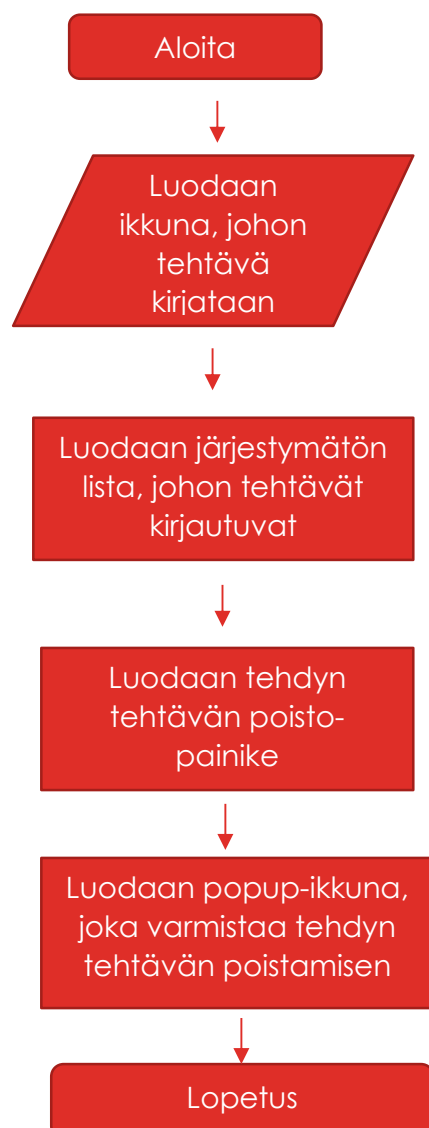 Aloita
Luodaan
ikkuna, johon
tehtävä
kirjataan
Luodaan järjestymätön
lista, johon tehtävät
kirjautuvat
Luodaan tehdyn
tehtävän poisto-
painike
Luodaan popup-ikkuna,
joka varmistaa tehdyn
tehtävän poistamisen
Lopetus